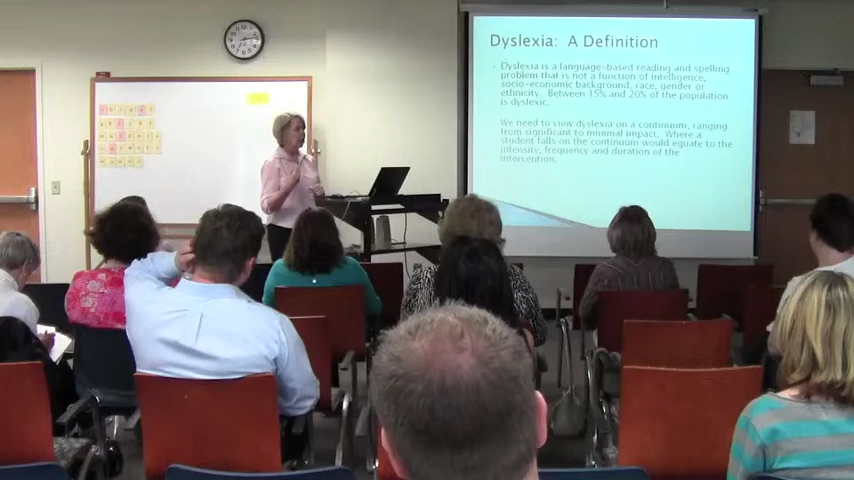 Dyslexia: A Definition
Dyslexia is a language-based reading and spelling
problem that is not a function of intelligence,
socio-economic background, race, gender or
ethnicity. Between 15% and 20% of the population
is dyslexic.
We need to view dyslexia on a continuum, ranging
from significant to minimal impact. Where a
student falls on the continuum would equate to the
intensity, frequency and duration of the
intervention.